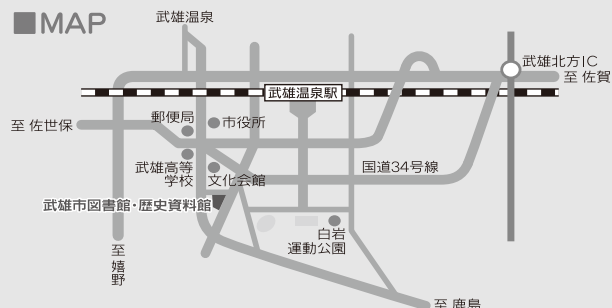 ■MAP
武雄温泉
武雄北方IC
至 佐賀
武雄温泉駅
郵便局
市役所
至 佐世保
武雄高等
学校
文化会館
国道34号線
武雄市図書館・歴史資料館
白岩
運動公園
至 嬉野
至 鹿島